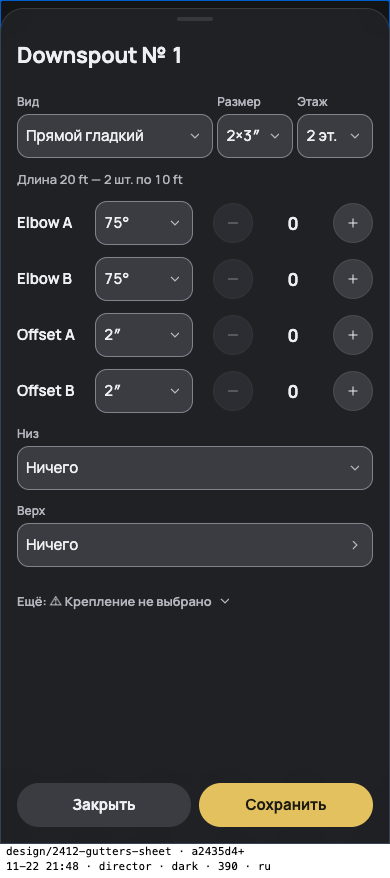 Downspout № 1
Вид Размер Этаж
Прямой гладкий 2×3″ 2 эт.
Длина 20 ft — 2 шт. по 10 ft
Elbow A 75° − 0 +
Elbow B 75° − 0 +
Offset A 2″ − 0 +
Offset B 2″ − 0 +
Низ
Ничего
Верх
Ничего
Ещё: ⚠ Крепление не выбрано
Закрыть Сохранить
design/2412-gutters-sheet · a2435d4+
11-22 21:48 · director · dark · 390 · ru